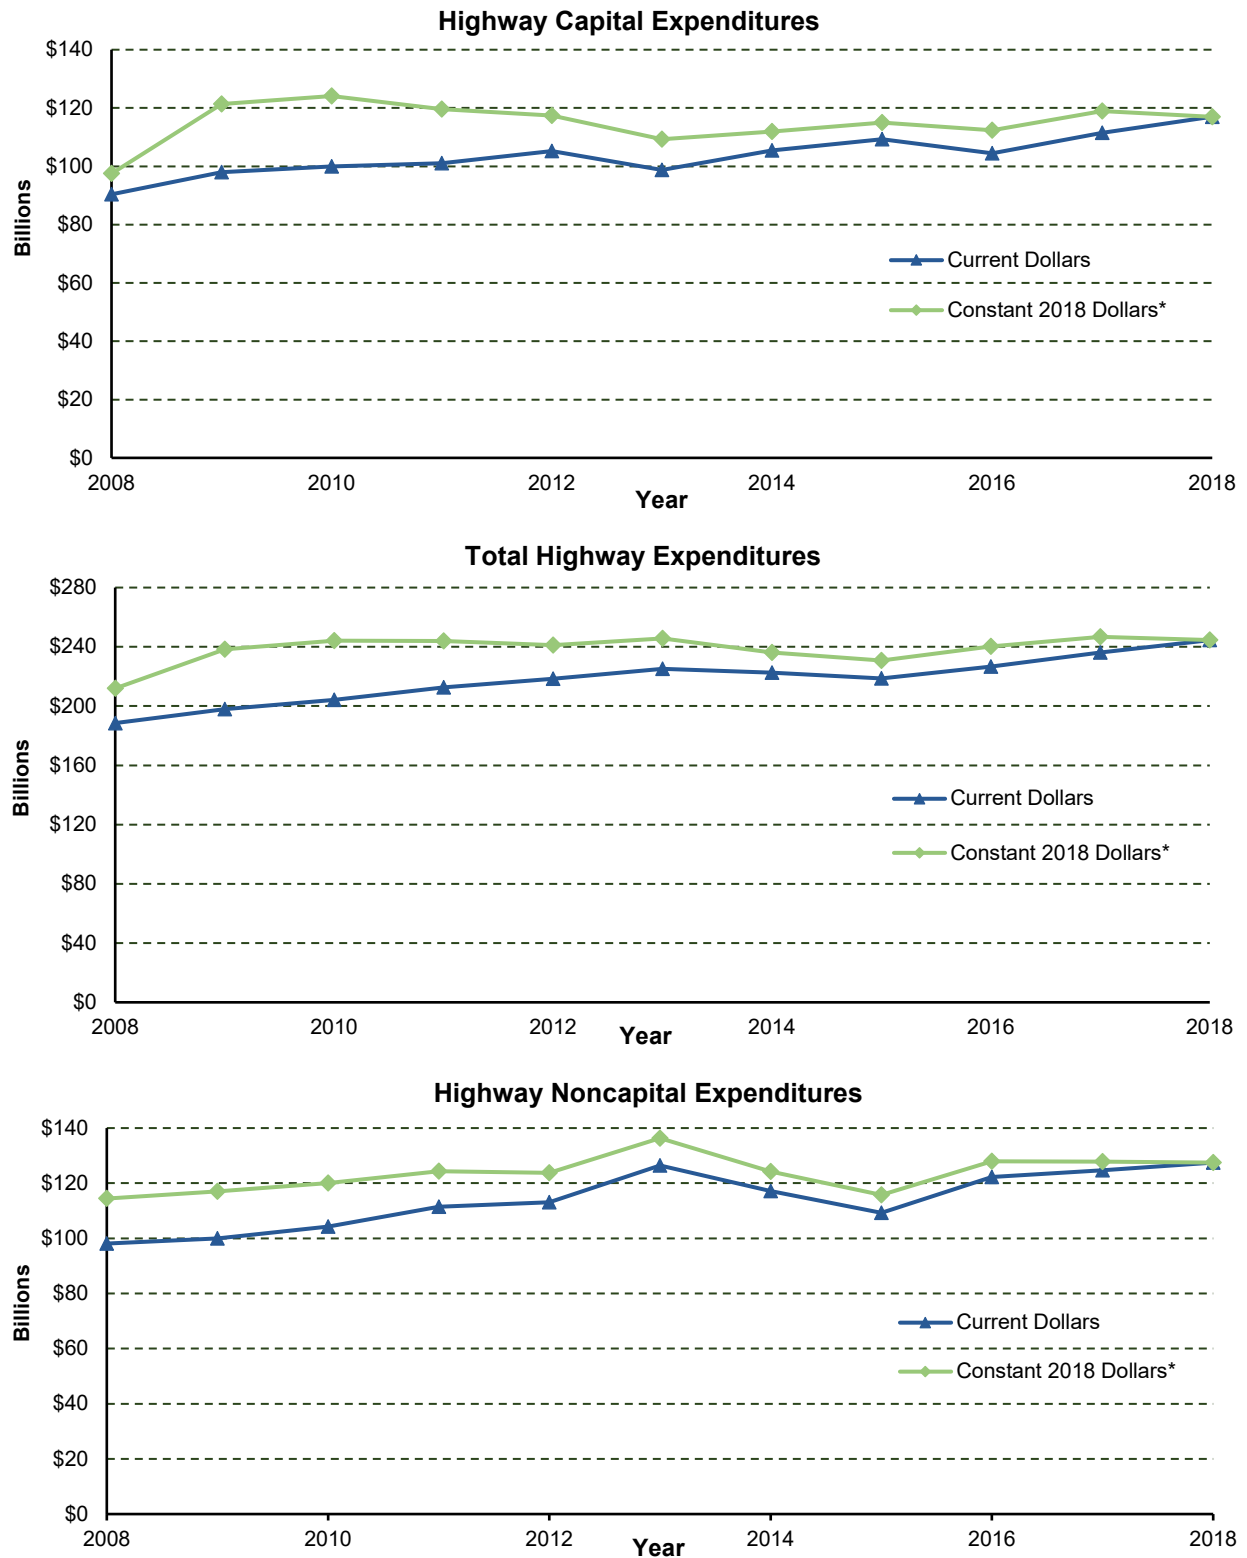 Highway Capital Expenditures
$140
$120
$100
$80
$60
$40
$20
$0
Billions
Current Dollars
Constant 2018 Dollars*
2008 2010 2012 2014 2016 2018
Year
Total Highway Expenditures
$280
$240
$200
$160
$120
$80
$40
$0
Billions
Current Dollars
Constant 2018 Dollars*
2008 2010 2012 2014 2016 2018
Year
Highway Noncapital Expenditures
$140
$120
$100
$80
$60
$40
$20
$0
Billions
Current Dollars
Constant 2018 Dollars*
2008 2010 2012 2014 2016 2018
Year